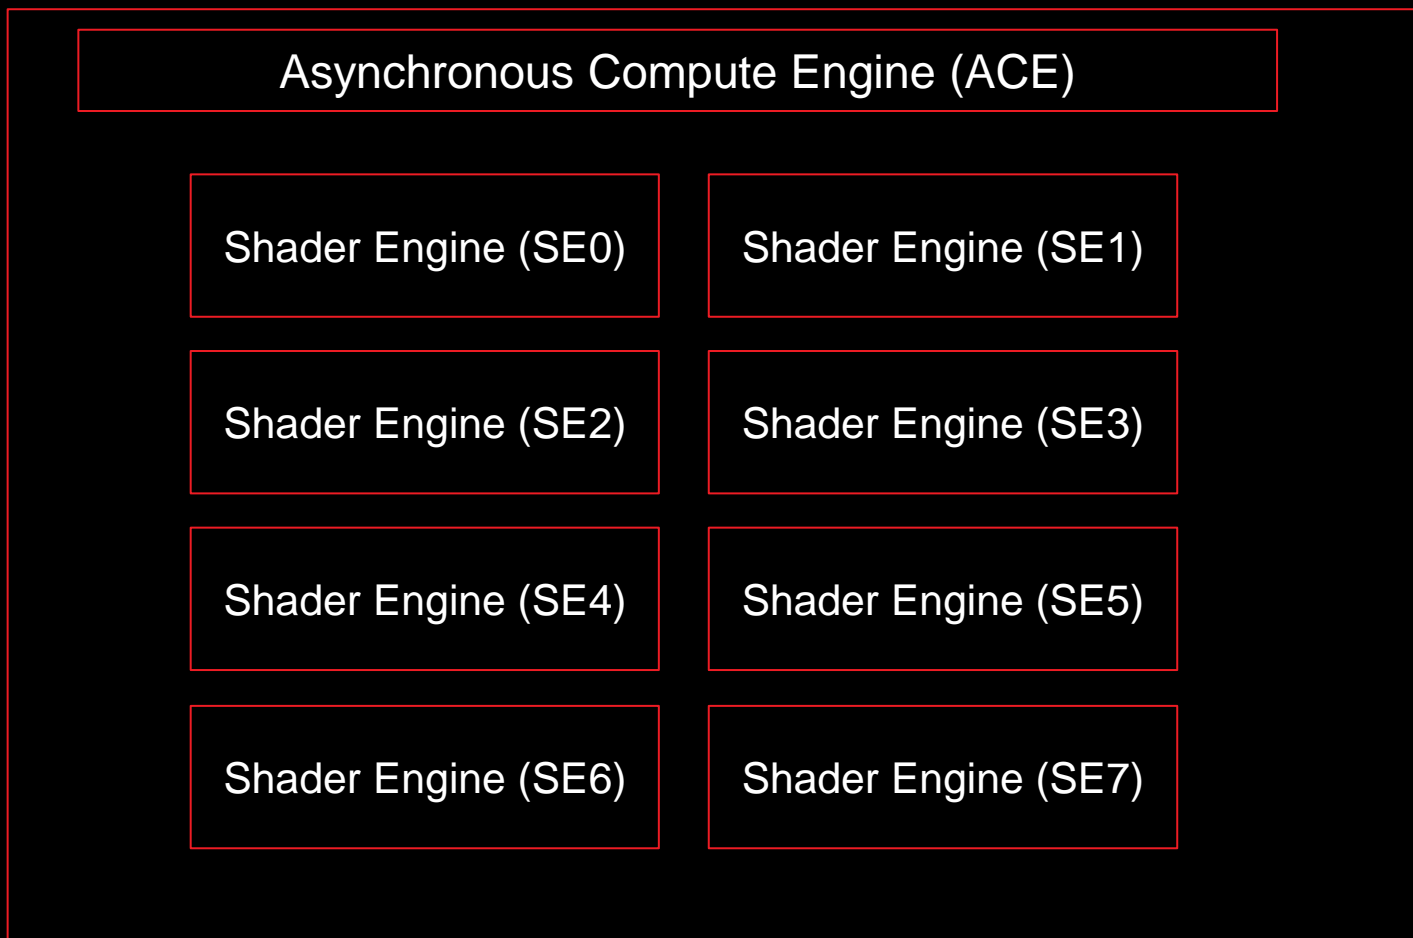 Asynchronous Compute Engine (ACE)
Shader Engine (SE0)
Shader Engine (SE1)
Shader Engine (SE2)
Shader Engine (SE3)
Shader Engine (SE4)
Shader Engine (SE5)
Shader Engine (SE6)
Shader Engine (SE7)